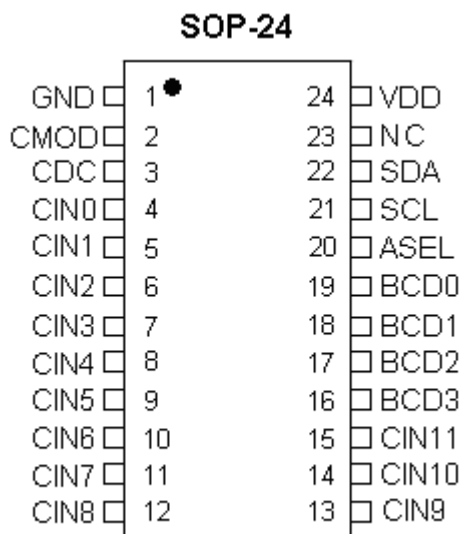 SOP-24
GND 1 24 VDD
CMOD 2 23 NC
CDC 3 22 SDA
CIN0 4 21 SCL
CIN1 5 20 ASEL
CIN2 6 19 BCD0
CIN3 7 18 BCD1
CIN4 8 17 BCD2
CIN5 9 16 BCD3
CIN6 10 15 CIN11
CIN7 11 14 CIN10
CIN8 12 13 CIN9